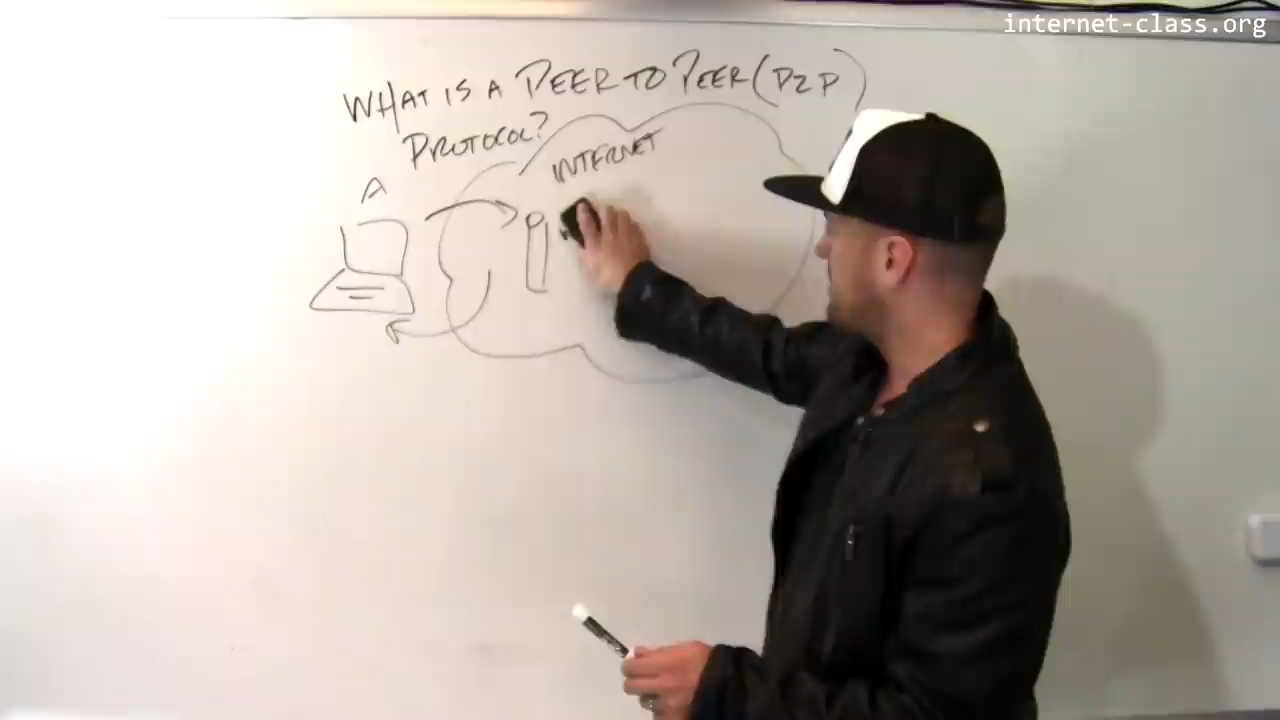 internet-class.org
WHAT IS A PEER TO PEER (P2P)
PROTOCOL?
INTERNET
A